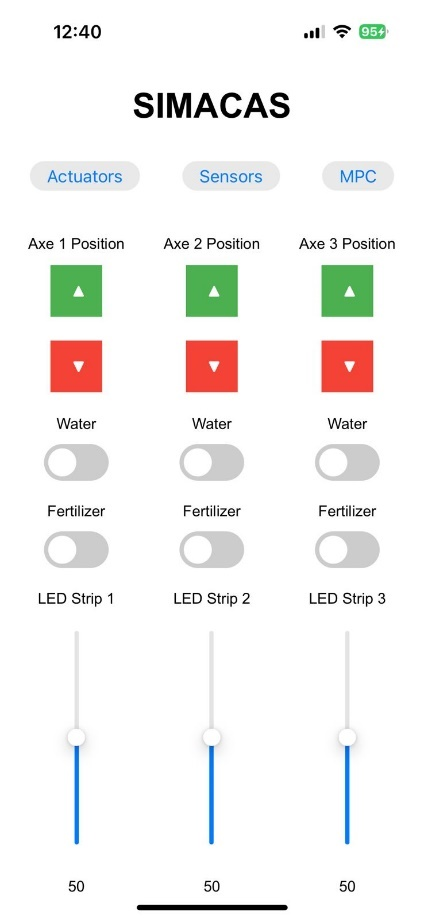 12:40
95
SIMACAS
Actuators Sensors MPC
Axe 1 Position Axe 2 Position Axe 3 Position
Water Water Water
Fertilizer Fertilizer Fertilizer
LED Strip 1 LED Strip 2 LED Strip 3
50 50 50